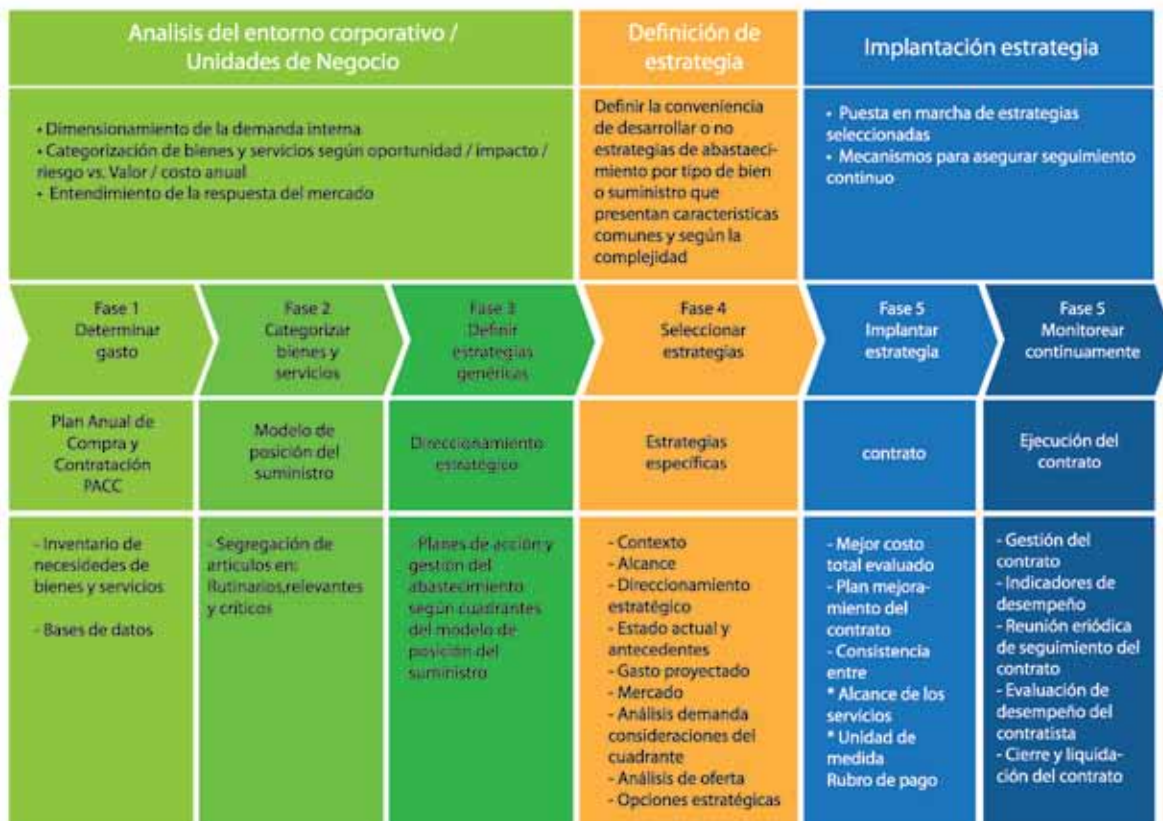 Analisis del entorno corporativo /
Unidades de Negocio
Definición de
estrategia
Implantación estrategia
• Dimensionamiento de la demanda interna
• Categorización de bienes y servicios según oportunidad / impacto /
riesgo vs. Valor / costo anual
• Entendimiento de la respuesta del mercado
Definir la conveniencia
de desarrollar o no
estrategias de abastaeci-
miento por tipo de bien
o suministro que
presentan características
comunes y según la
complejidad
• Puesta en marcha de estrategias
seleccionadas
• Mecanismos para asegurar seguimiento
continuo
Fase 1
Determinar
gasto
Fase 2
Categorizar
bienes y
servicios
Fase 3
Definir
estrategias
genéricas
Fase 4
Seleccionar
estrategias
Fase 5
Implantar
estrategia
Fase 5
Monitorear
continuamente
Plan Anual de
Compra y
Contratación
PACC
Modelo de
posición del
suministro
Direccionamiento
estratégico
Estrategias
específicas
contrato
Ejecución del
contrato
- Inventario de
necesidades de
bienes y servicios
- Bases de datos
- Segregación de
artículos en:
Rutinarios,relevantes
y críticos
- Planes de acción y
gestión del
abastecimiento
según cuadrantes
del modelo de
posición del
suministro
- Contexto
- Alcance
- Direccionamiento
estratégico
- Estado actual y
antecedentes
- Gasto proyectado
- Mercado
- Análisis demanda
consideraciones del
cuadrante
- Análisis de oferta
- Opciones estratégicas
- Mejor costo
total evaluado
- Plan mejora-
miento del
contrato
- Consistencia
entre
* Alcance de los
servicios
* Unidad de
medida
Rubro de pago
- Gestión del
contrato
- Indicadores de
desempeño
- Reunión eriódica
de seguimiento del
contrato
- Evaluación de
desempeño del
contratista
- Cierre y liquida-
ción del contrato